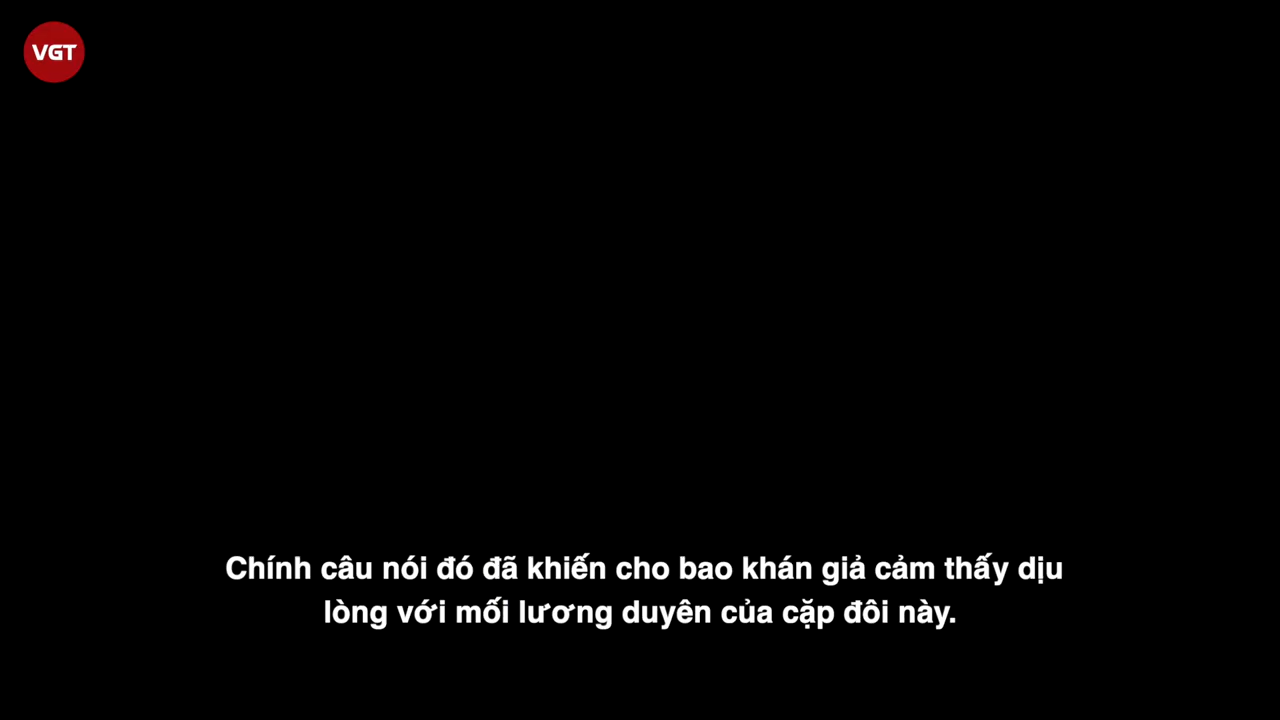 VGT
Chính câu nói đó đã khiến cho bao khán giả cảm thấy dịu
lòng với mối lương duyên của cặp đôi này.